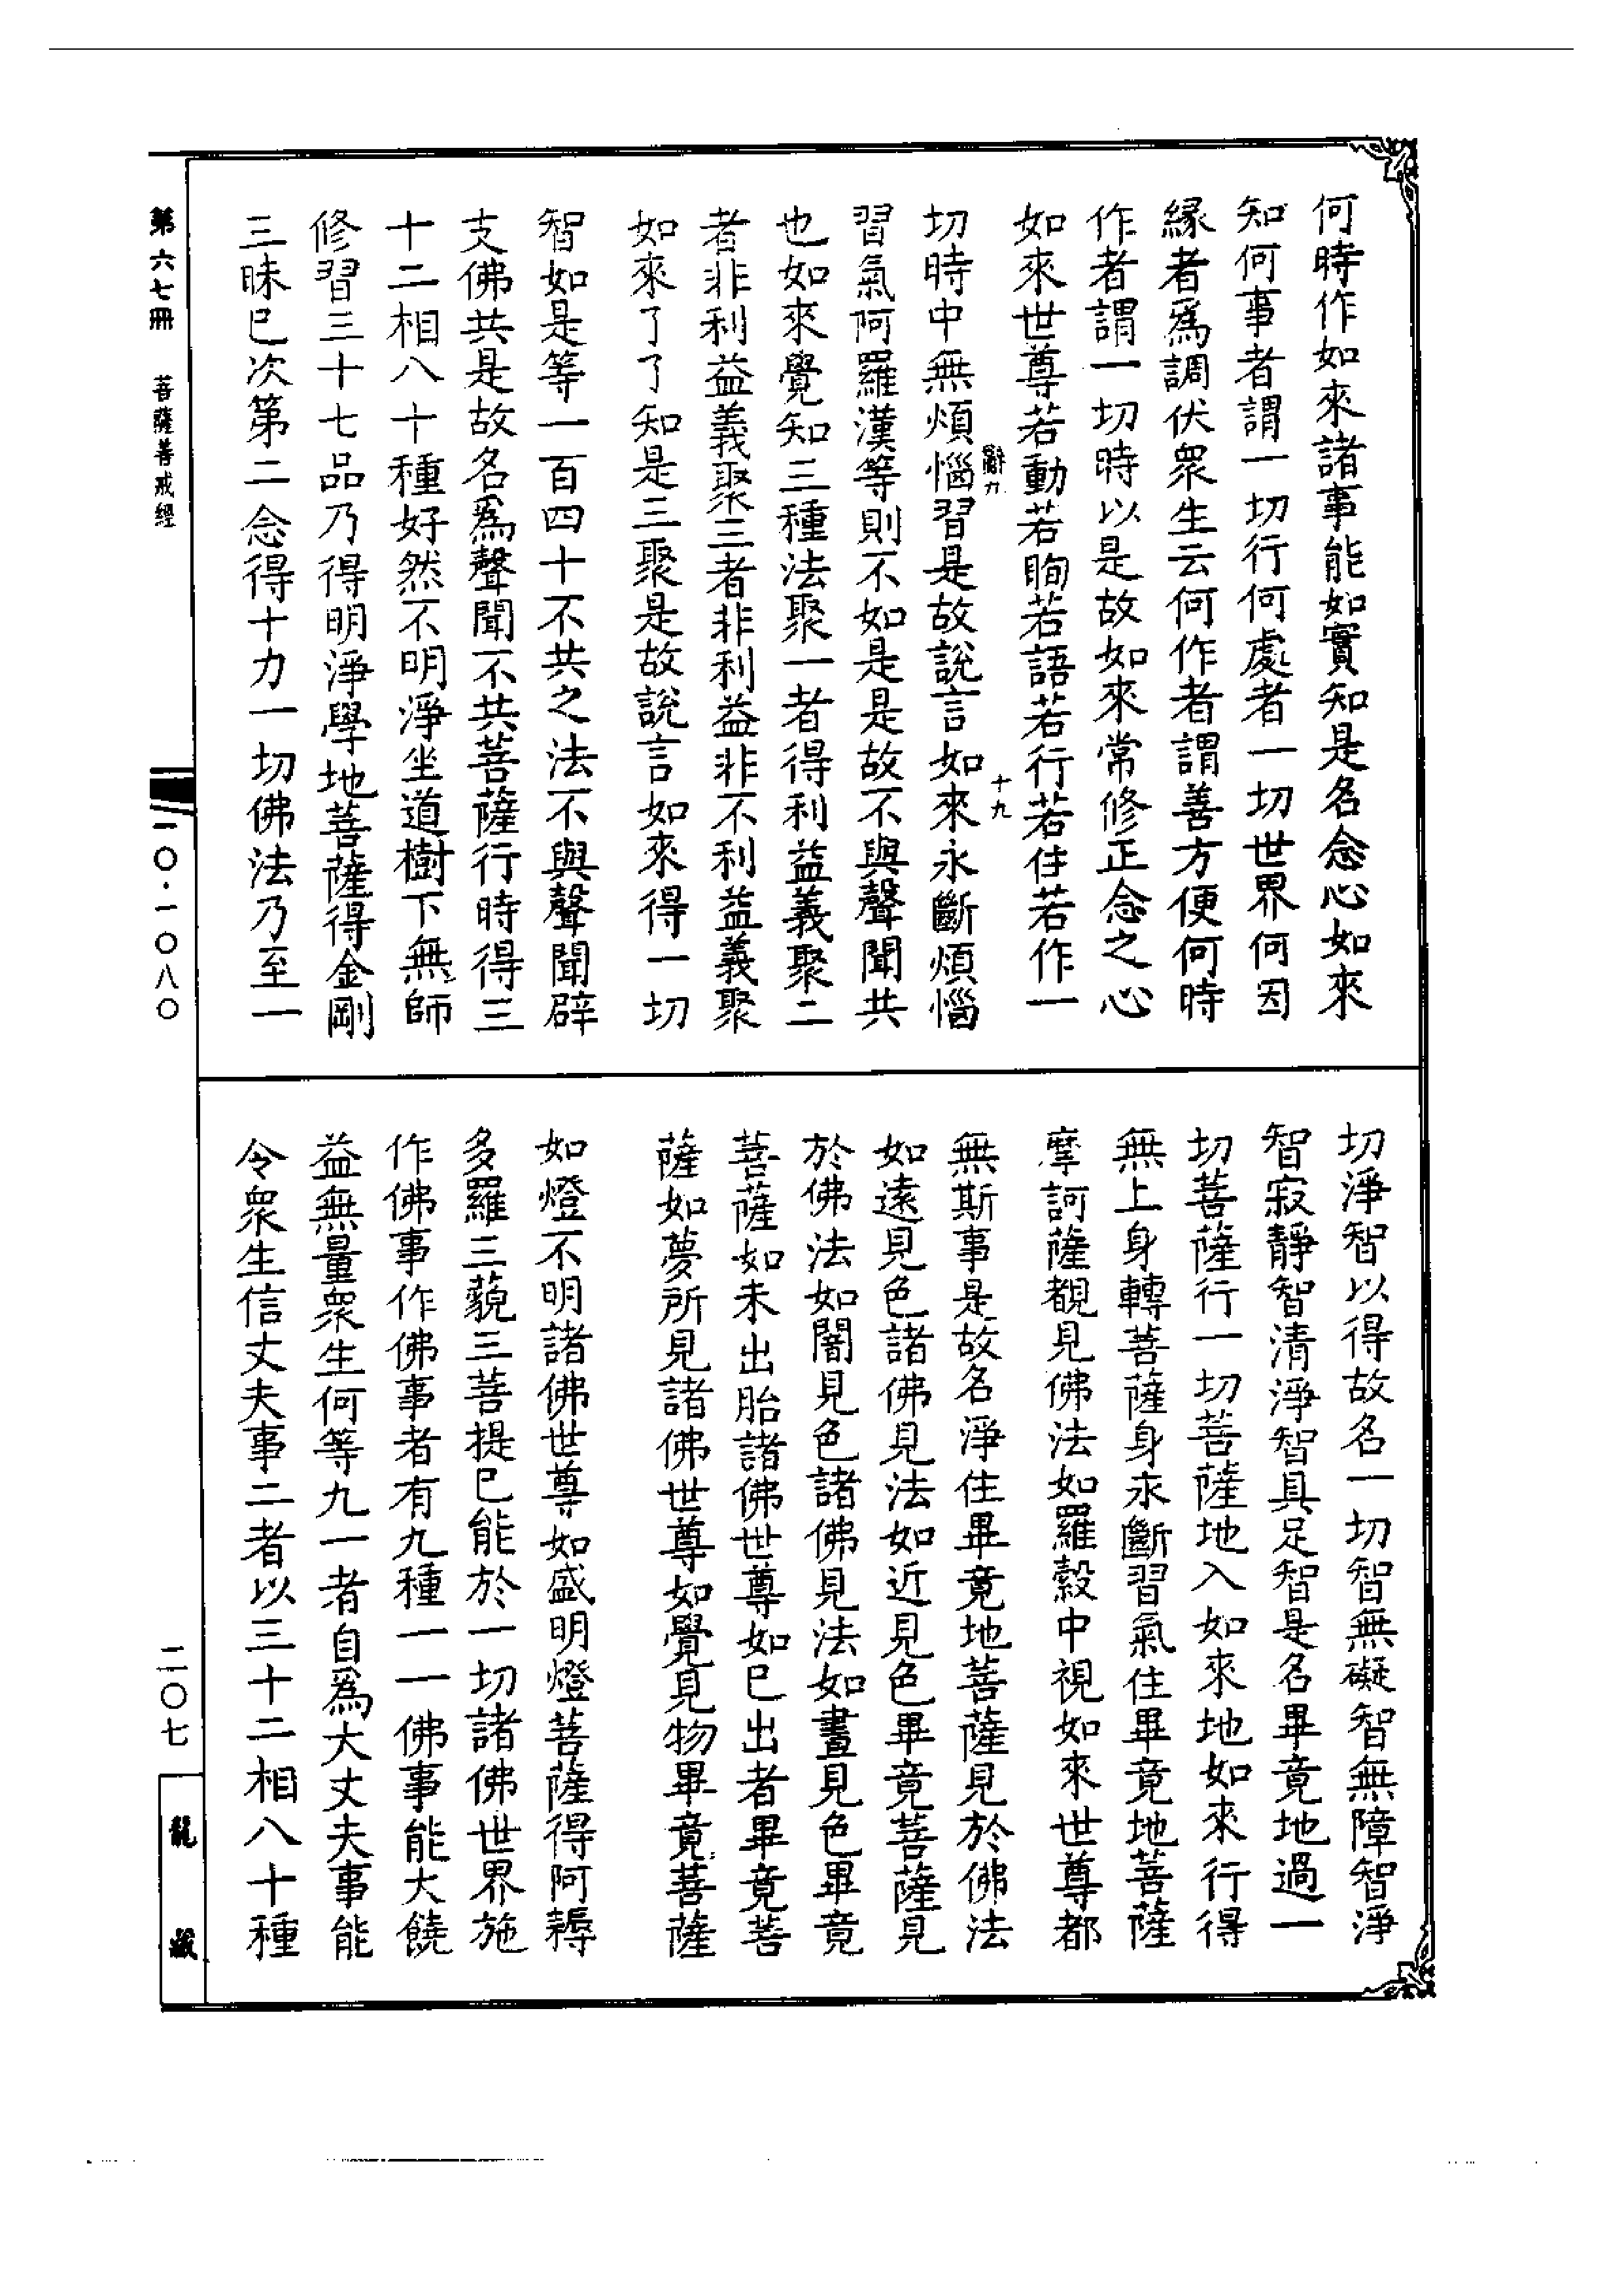 何時作如來諸事能如實知是名念心如來
知何事者謂一切行何處者一切世界何因
緣者爲調伏衆生云何作者謂善方便何時
作者謂一切時以是故如來常修正念之心
如來世尊若動若眴若語若行若住若作一
辭九
十九
切時中無煩惱習是故說言如來永斷煩惱
習氣阿羅漢等則不如是是故不與聲聞共
也如來覺知三種法聚一者得利益義聚二
者非利益義聚三者非利益非不利益義聚
如來了了知是三聚是故說言如來得一切
智如是等一百四十不共之法不與聲聞辟
支佛共是故名爲聲聞不共菩薩行時得三
十二相八十種好然不明淨坐道樹下無師
修習三十七品乃得明淨學地菩薩得金剛
三昧已次第二念得十力一切佛法乃至一
切淨智以得故名一切智無礙智無障智淨
智寂靜智清淨智具足智是名畢竟地過一
切菩薩行一切菩薩地入如來地如來行得
無上身轉菩薩身永斷習氣住畢竟地菩薩
摩訶薩覩見佛法如羅縠中視如來世尊都
無斯事是故名淨住畢竟地菩薩見於佛法
如遠見色諸佛見法如近見色畢竟菩薩見
於佛法如闇見色諸佛見法如晝見色畢竟
菩薩如未出胎諸佛世尊如已出者畢竟菩
薩如夢所見諸佛世尊如覺見物畢竟菩薩
如燈不明諸佛世尊如盛明燈菩薩得阿耨
多羅三藐三菩提已能於一切諸佛世界施
作佛事作佛事者有九種一一佛事能大饒
益無量衆生何等九一者自爲大丈夫事能
令衆生信丈夫事二者以三十二相八十種
第六七冊　菩薩善戒經
一〇·一〇八〇
二〇七
龍藏